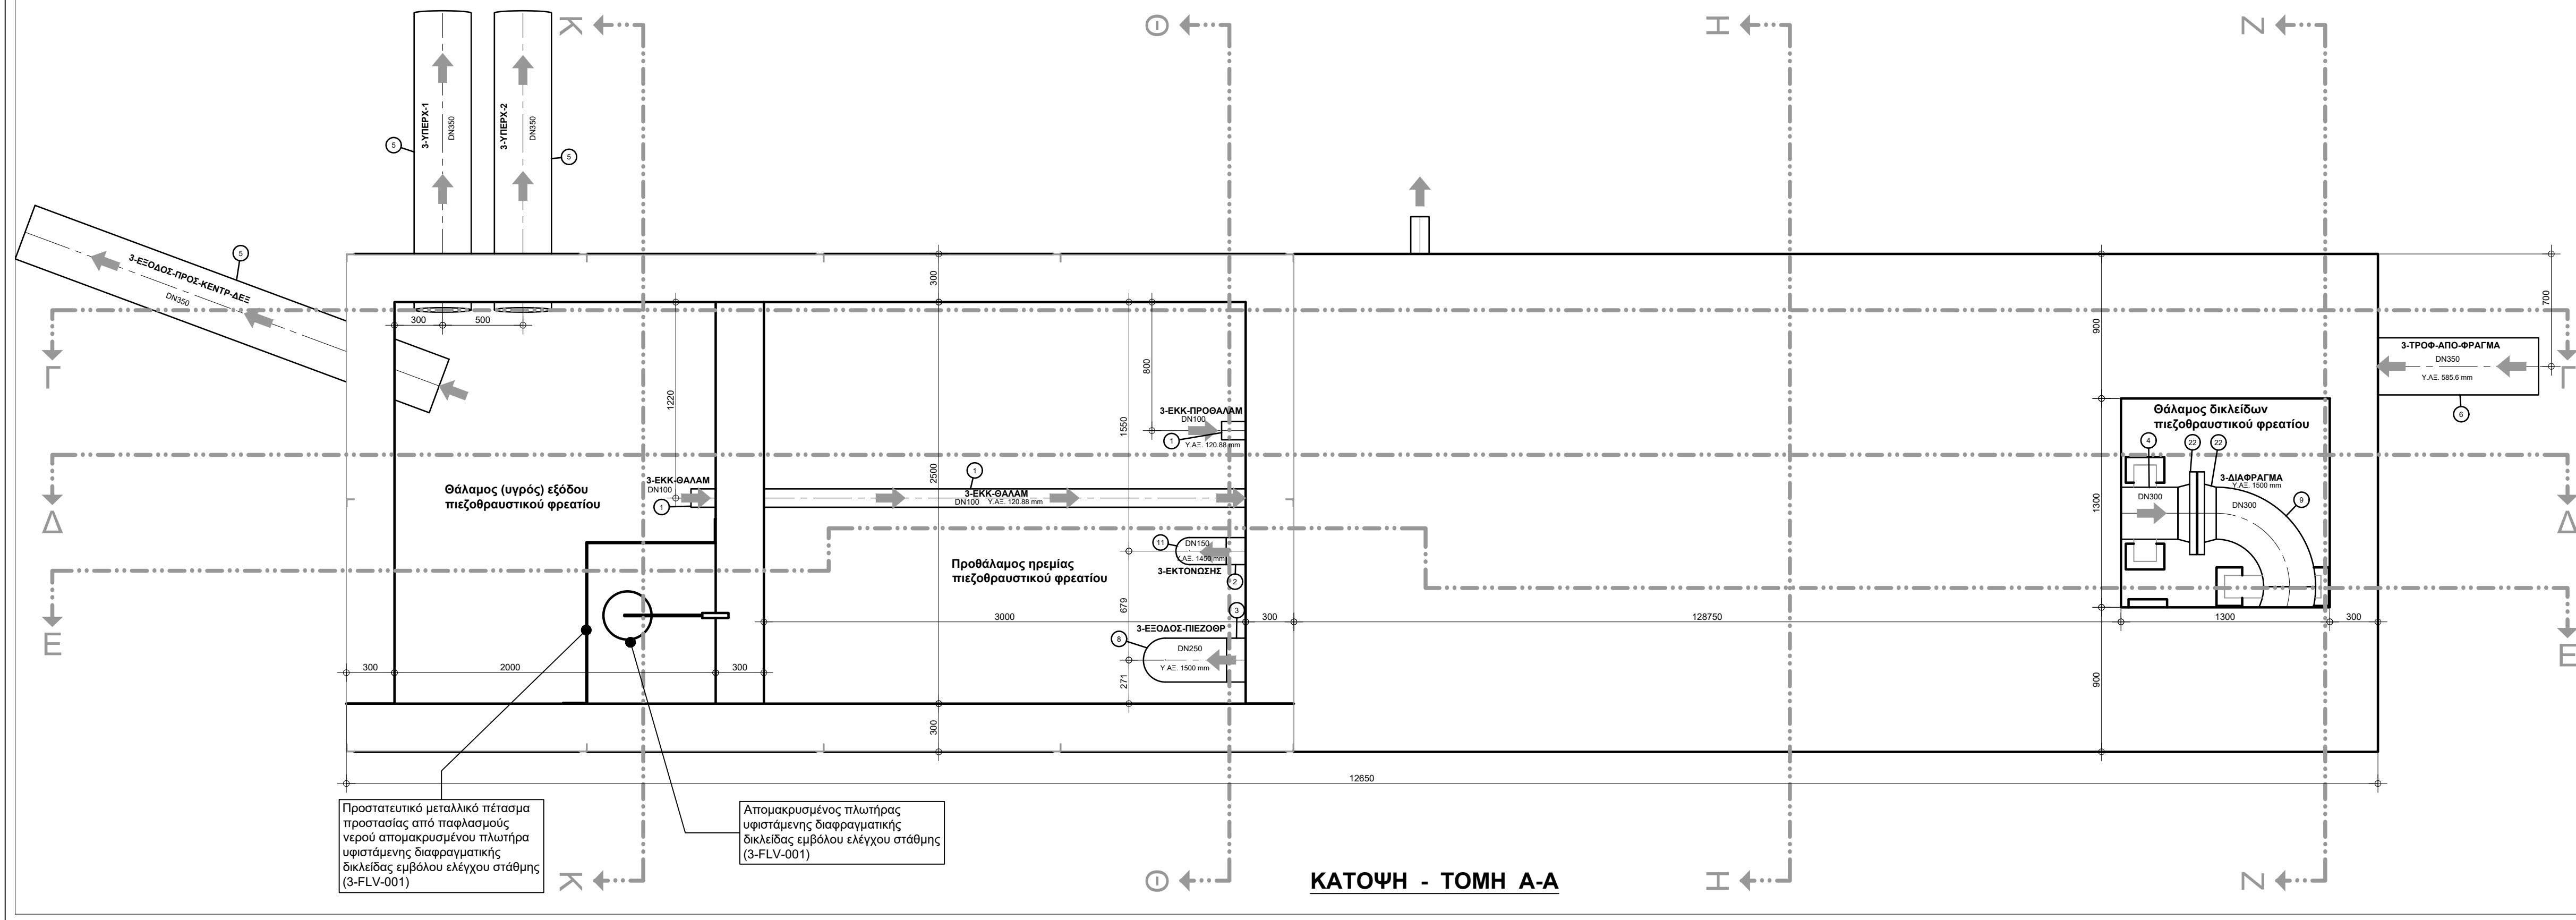 Κ
Θ
Η
Ζ
3-ΥΠΕΡΧ-1
DN350
3-ΥΠΕΡΧ-2
DN350
5
5
5
3-ΕΞΟΔΟΣ-ΠΡΟΣ-ΚΕΝΤΡ-ΔΕΞ
DN350
300
700
Γ
300
500
900
800
1220
1550
3-ΤΡΟΦ-ΑΠΟ-ΦΡΑΓΜΑ
DN350
Υ.ΑΞ. 585.6 mm
6
Γ
3-ΕΚΚ-ΠΡΟΘΑΛΑΜ
DN100
1
Υ.ΑΞ. 120.88 mm
Θάλαμος δικλείδων
πιεζοθραυστικού φρεατίου
4
22
22
3-ΔΙΑΦΡΑΓΜΑ
Υ.ΑΞ. 1500 mm
DN300
DN300
9
1300
2500
1
3-ΕΚΚ-ΘΑΛΑΜ
DN100
1
3-ΕΚΚ-ΘΑΛΑΜ
DN100 Υ.ΑΞ. 120.88 mm
Θάλαμος (υγρός) εξόδου
πιεζοθραυστικού φρεατίου
Δ
Δ
11
DN150
Υ.ΑΞ. 1450 mm
3-ΕΚΤΟΝΩΣΗΣ
2
Προθάλαμος ηρεμίας
πιεζοθραυστικού φρεατίου
679
3
3000
300
128750
1300
300
Ε
Ε
3-ΕΞΟΔΟΣ-ΠΙΕΖΟΘΡ
8
DN250
Υ.ΑΞ. 1500 mm
300
2000
300
271
900
300
12650
Προστατευτικό μεταλλικό πέτασμα
προστασίας από παφλασμούς
νερού απομακρυσμένου πλωτήρα
υφιστάμενης διαφραγματικής
δικλείδας εμβόλου ελέγχου στάθμης
(3-FLV-001)
Απομακρυσμένος πλωτήρας
υφιστάμενης διαφραγματικής
δικλείδας εμβόλου ελέγχου στάθμης
(3-FLV-001)
Κ
Θ
ΚΑΤΟΨΗ - ΤΟΜΗ Α-Α
Η
Ζ